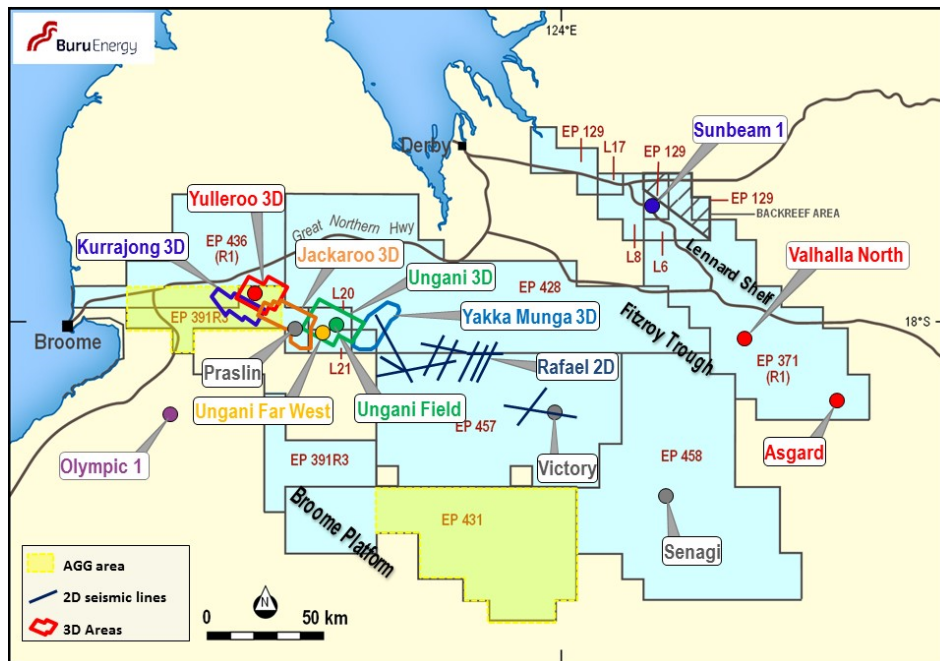 BuruEnergy
124°E
Derby
EP 129
L17
EP 129
Sunbeam 1
EP 129
BACKREEF AREA
Yulleroo 3D
Great Northern Hwy
Kurrajong 3D
EP 436
(R1)
Jackaroo 3D
L8
L6
Lennard Shelf
Valhalla North
Ungani 3D
L20
EP 428
EP 391R3
Yakka Munga 3D
Fitzroy Trough
18°S
Broome
Praslin
L21
Rafael 2D
EP 371
(R1)
Ungani Far West
Ungani Field
EP 457
Olympic 1
EP 391R3
Victory
EP 458
Asgard
Broome Platform
EP 431
Senagi
AGG area
2D seismic lines
3D Areas
N
0
50 km